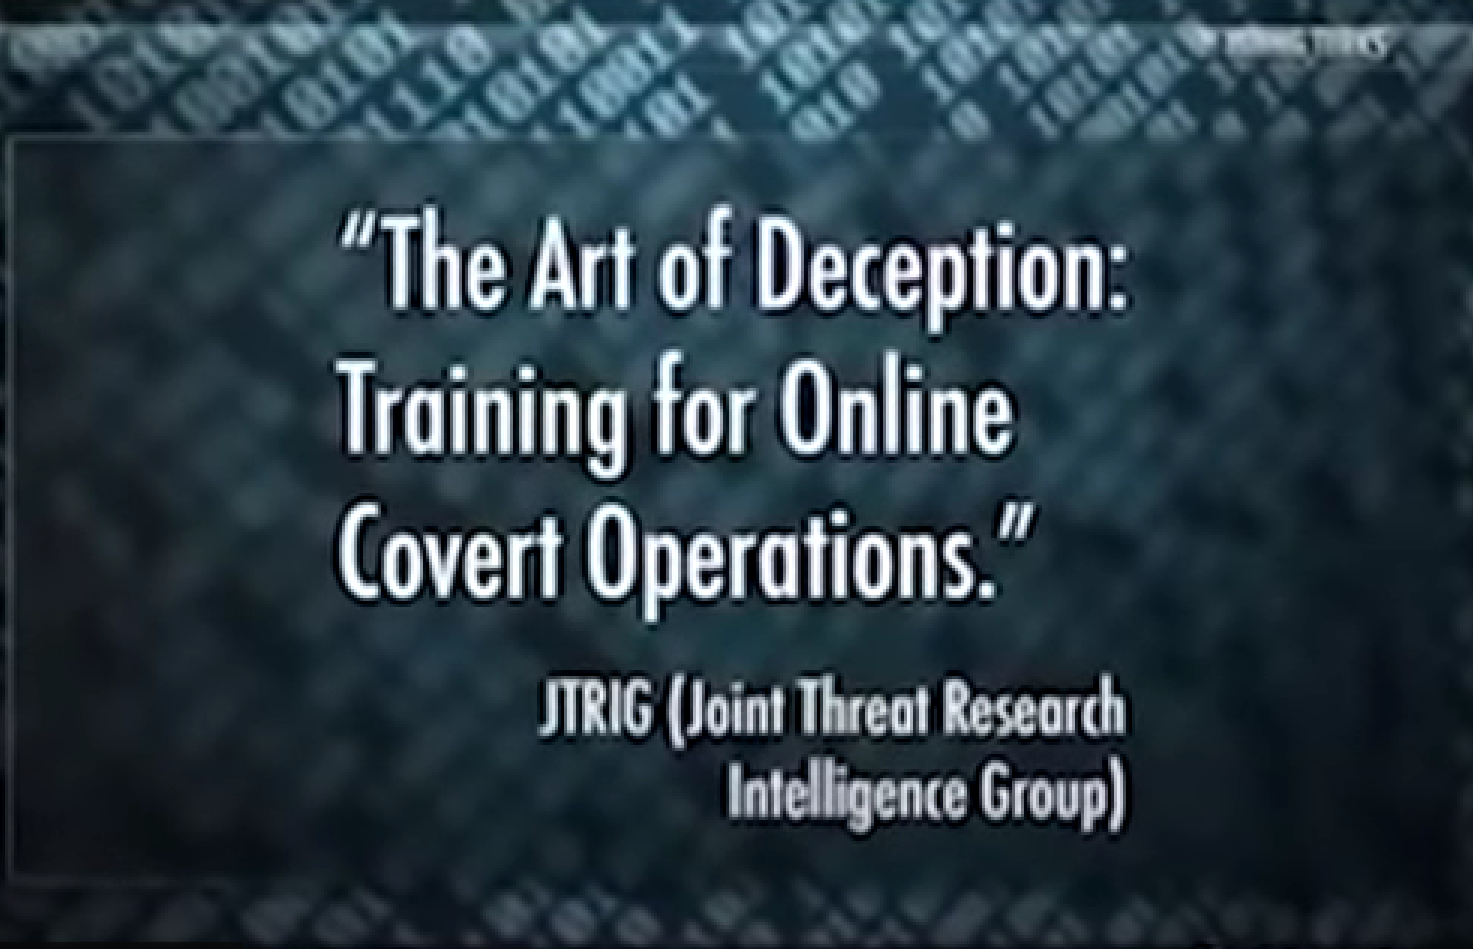 "The Art of Deception:
Training for Online
Covert Operations."
JTRIG (Joint Threat Research
Intelligence Group)